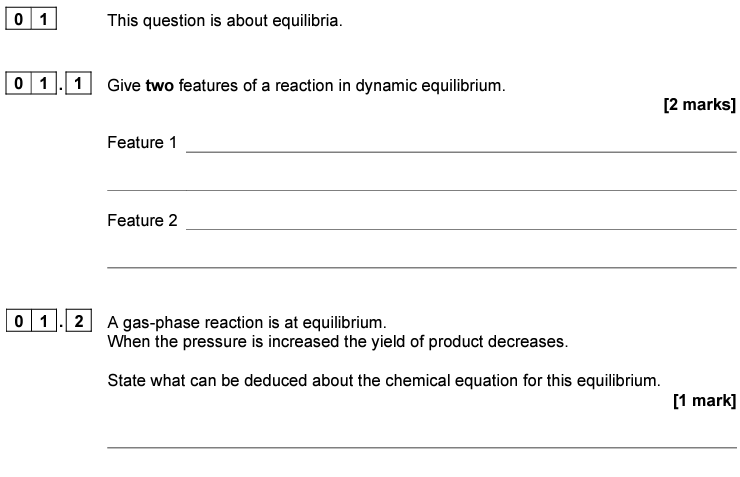 0 1 This question is about equilibria.
0 1 . 1 Give two features of a reaction in dynamic equilibrium.
[2 marks]
Feature 1
Feature 2
0 1 . 2 A gas-phase reaction is at equilibrium.
When the pressure is increased the yield of product decreases.
State what can be deduced about the chemical equation for this equilibrium.
[1 mark]